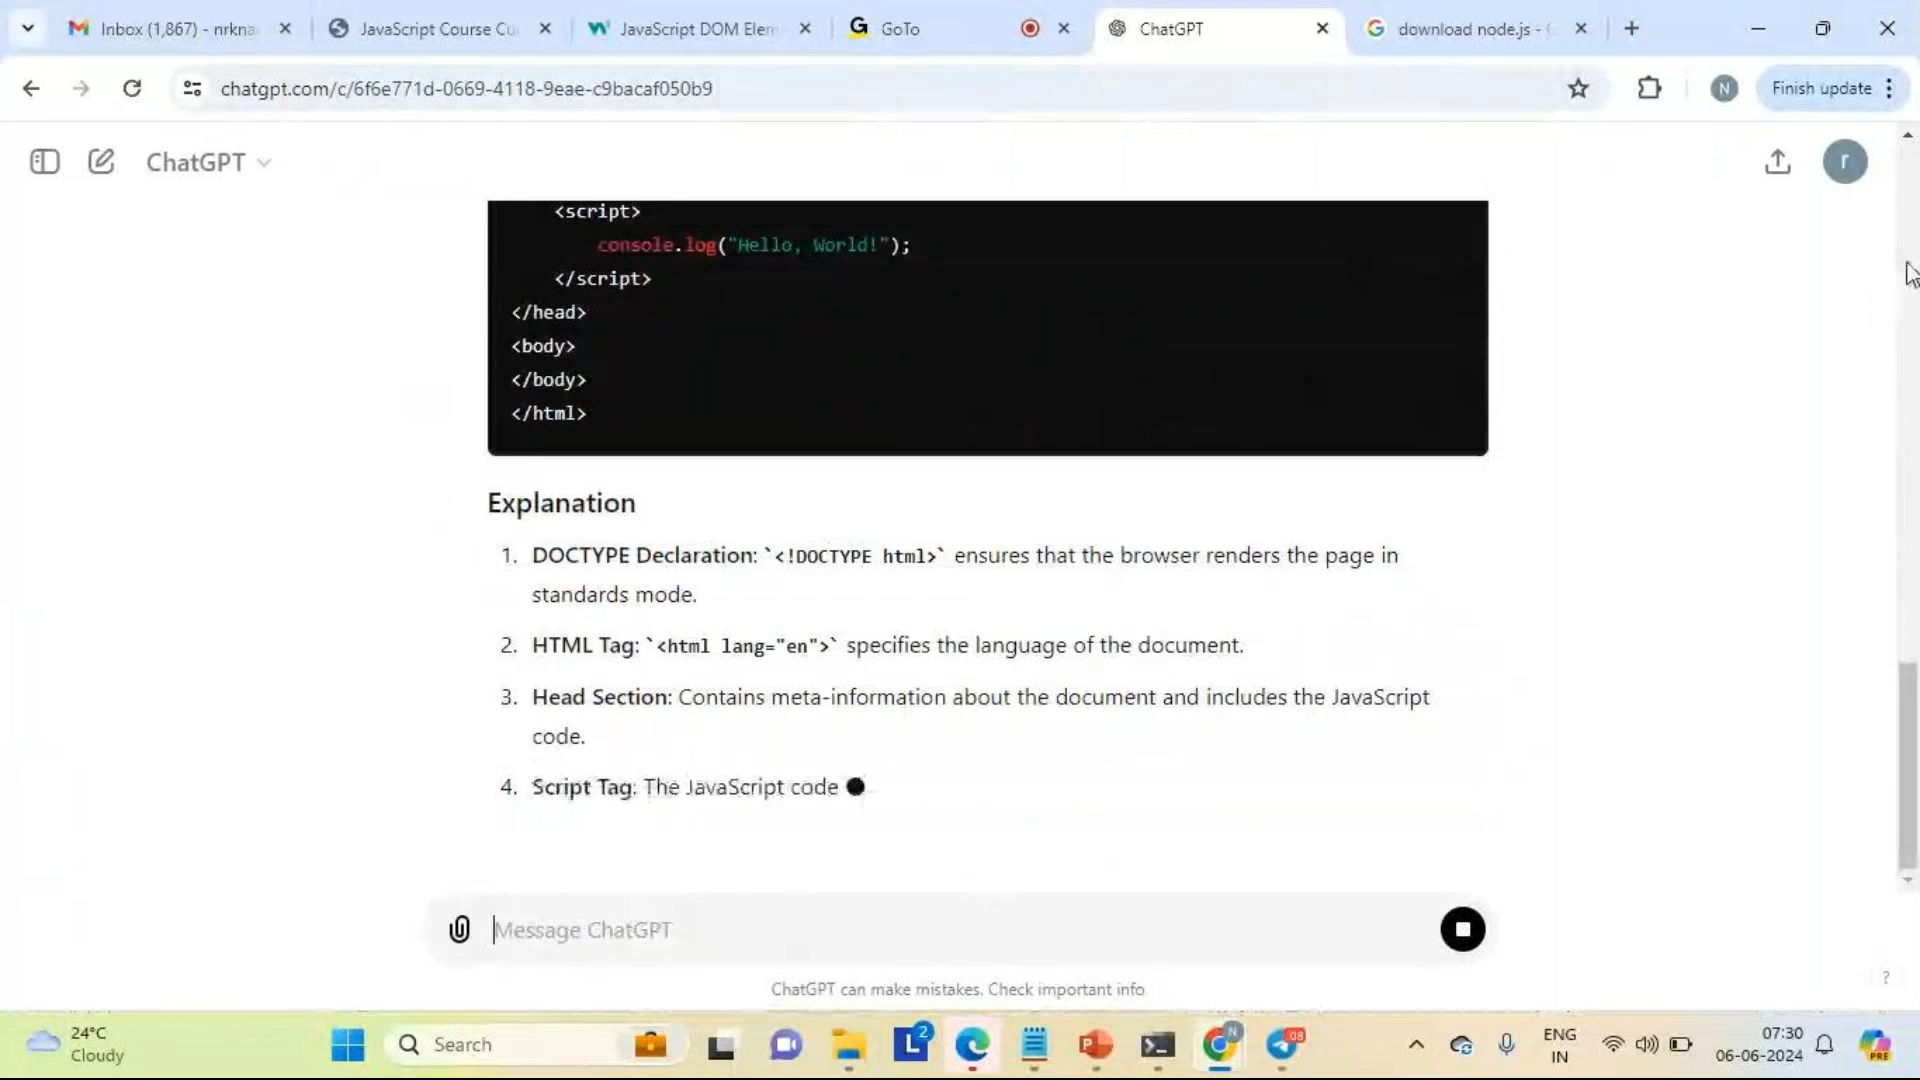 Inbox (1,867) - nrkna
JavaScript Course Cu
JavaScript DOM Elem
GoTo
ChatGPT
download node.js -
chatgpt.com/c/6f6e771d-0669-4118-9eae-c9bacaf050b9
N
Finish update
ChatGPT
r
<script>
console.log("Hello, World!");
</script>
</head>
<body>
</body>
</html>
Explanation
1. DOCTYPE Declaration: `<!DOCTYPE html>` ensures that the browser renders the page in
standards mode.
2. HTML Tag: `<html lang="en">` specifies the language of the document.
3. Head Section: Contains meta-information about the document and includes the JavaScript
code.
4. Script Tag: The JavaScript code
Message ChatGPT
ChatGPT can make mistakes. Check important info.
?
24°C
Cloudy
Search
2
N
08
ENG
IN
07:30
06-06-2024
PRE